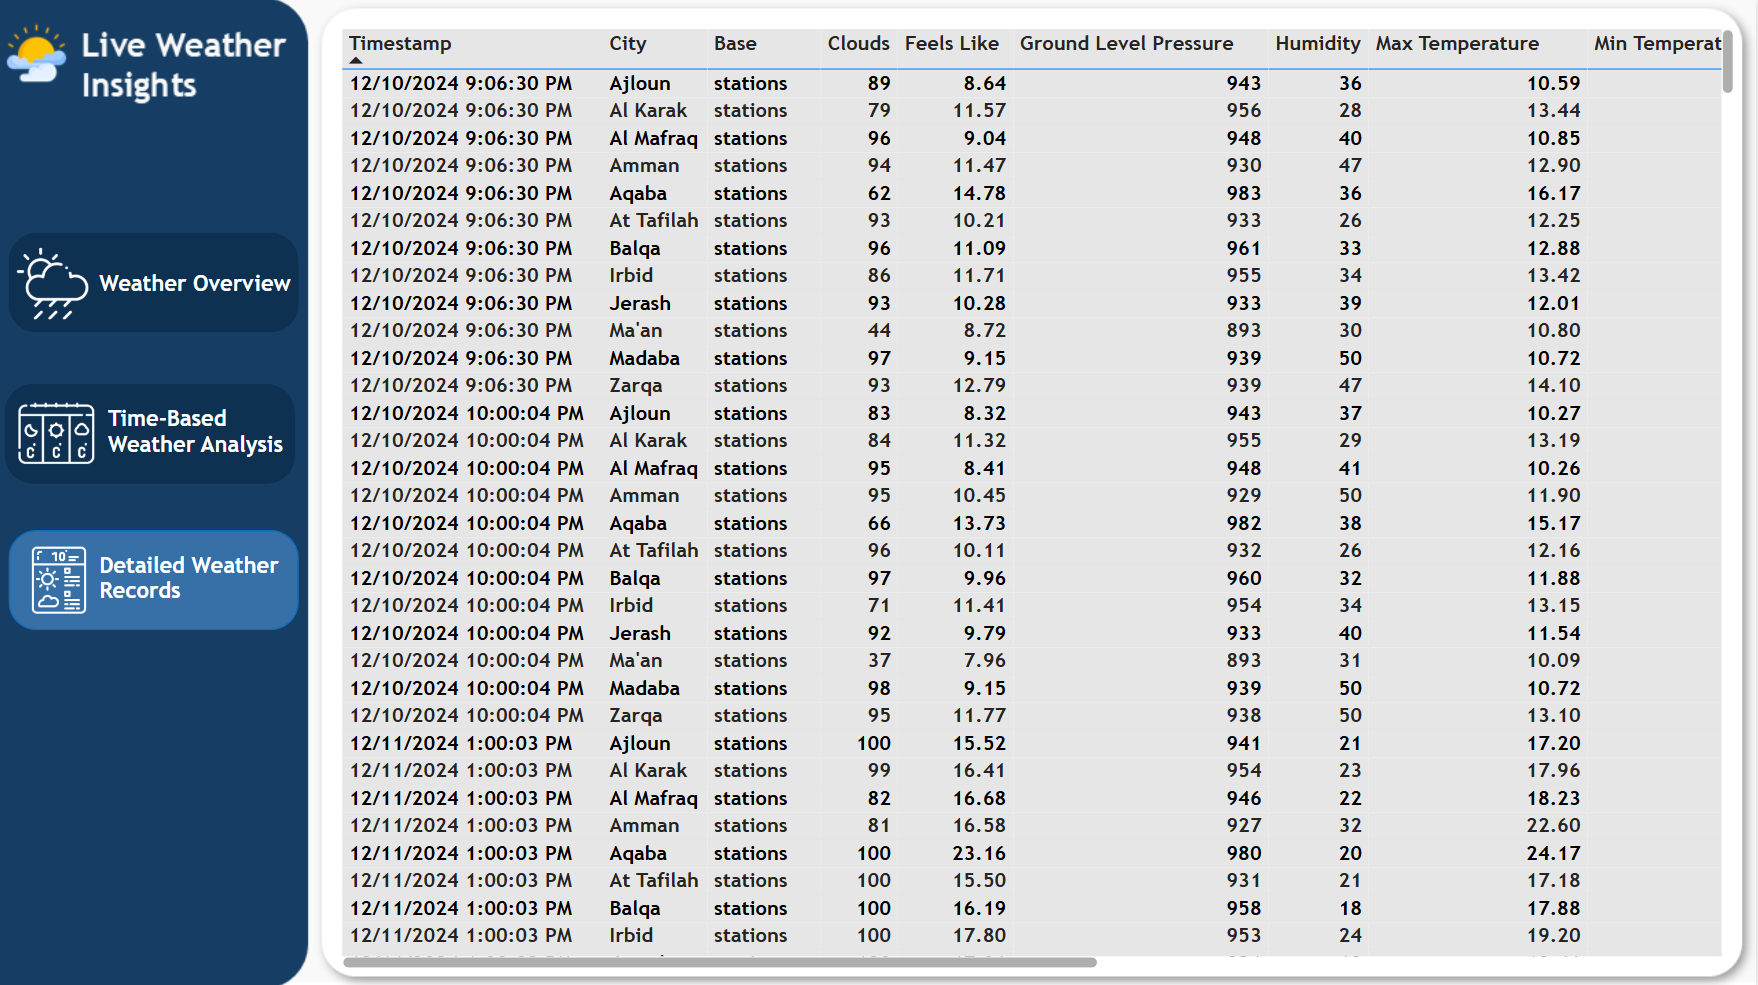 Live Weather
Insights
Weather Overview
Time-Based
Weather Analysis
Detailed Weather
Records
Timestamp City Base Clouds Feels Like Ground Level Pressure Humidity Max Temperature Min Temperat
12/10/2024 9:06:30 PM Ajloun stations 89 8.64 943 36 10.59
12/10/2024 9:06:30 PM Al Karak stations 79 11.57 956 28 13.44
12/10/2024 9:06:30 PM Al Mafraq stations 96 9.04 948 40 10.85
12/10/2024 9:06:30 PM Amman stations 94 11.47 930 47 12.90
12/10/2024 9:06:30 PM Aqaba stations 62 14.78 983 36 16.17
12/10/2024 9:06:30 PM At Tafilah stations 93 10.21 933 26 12.25
12/10/2024 9:06:30 PM Balqa stations 96 11.09 961 33 12.88
12/10/2024 9:06:30 PM Irbid stations 86 11.71 955 34 13.42
12/10/2024 9:06:30 PM Jerash stations 93 10.28 933 39 12.01
12/10/2024 9:06:30 PM Ma'an stations 44 8.72 893 30 10.80
12/10/2024 9:06:30 PM Madaba stations 97 9.15 939 50 10.72
12/10/2024 9:06:30 PM Zarqa stations 93 12.79 939 47 14.10
12/10/2024 10:00:04 PM Ajloun stations 83 8.32 943 37 10.27
12/10/2024 10:00:04 PM Al Karak stations 84 11.32 955 29 13.19
12/10/2024 10:00:04 PM Al Mafraq stations 95 8.41 948 41 10.26
12/10/2024 10:00:04 PM Amman stations 95 10.45 929 50 11.90
12/10/2024 10:00:04 PM Aqaba stations 66 13.73 982 38 15.17
12/10/2024 10:00:04 PM At Tafilah stations 96 10.11 932 26 12.16
12/10/2024 10:00:04 PM Balqa stations 97 9.96 960 32 11.88
12/10/2024 10:00:04 PM Irbid stations 71 11.41 954 34 13.15
12/10/2024 10:00:04 PM Jerash stations 92 9.79 933 40 11.54
12/10/2024 10:00:04 PM Ma'an stations 37 7.96 893 31 10.09
12/10/2024 10:00:04 PM Madaba stations 98 9.15 939 50 10.72
12/10/2024 10:00:04 PM Zarqa stations 95 11.77 938 50 13.10
12/11/2024 1:00:03 PM Ajloun stations 100 15.52 941 21 17.20
12/11/2024 1:00:03 PM Al Karak stations 99 16.41 954 23 17.96
12/11/2024 1:00:03 PM Al Mafraq stations 82 16.68 946 22 18.23
12/11/2024 1:00:03 PM Amman stations 81 16.58 927 32 22.60
12/11/2024 1:00:03 PM Aqaba stations 100 23.16 980 20 24.17
12/11/2024 1:00:03 PM At Tafilah stations 100 15.50 931 21 17.18
12/11/2024 1:00:03 PM Balqa stations 100 16.19 958 18 17.88
12/11/2024 1:00:03 PM Irbid stations 100 17.80 953 24 19.20